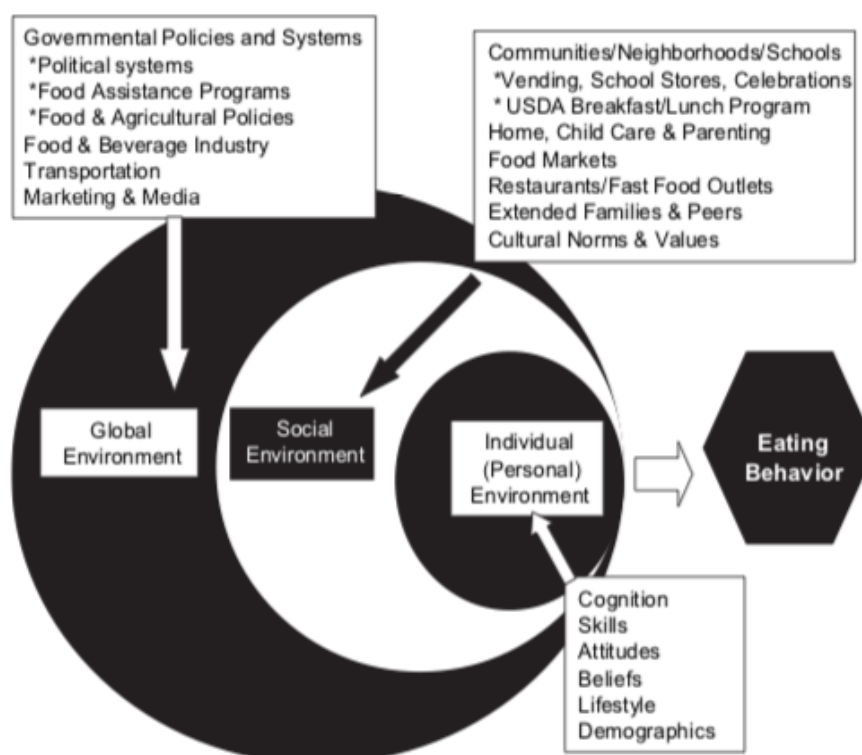 Governmental Policies and Systems
*Political systems
*Food Assistance Programs
*Food & Agricultural Policies
Food & Beverage Industry
Transportation
Marketing & Media
Communities/Neighborhoods/Schools
*Vending, School Stores, Celebrations
* USDA Breakfast/Lunch Program
Home, Child Care & Parenting
Food Markets
Restaurants/Fast Food Outlets
Extended Families & Peers
Cultural Norms & Values
Global
Environment
Social
Environment
Individual
(Personal)
Environment
Eating
Behavior
Cognition
Skills
Attitudes
Beliefs
Lifestyle
Demographics